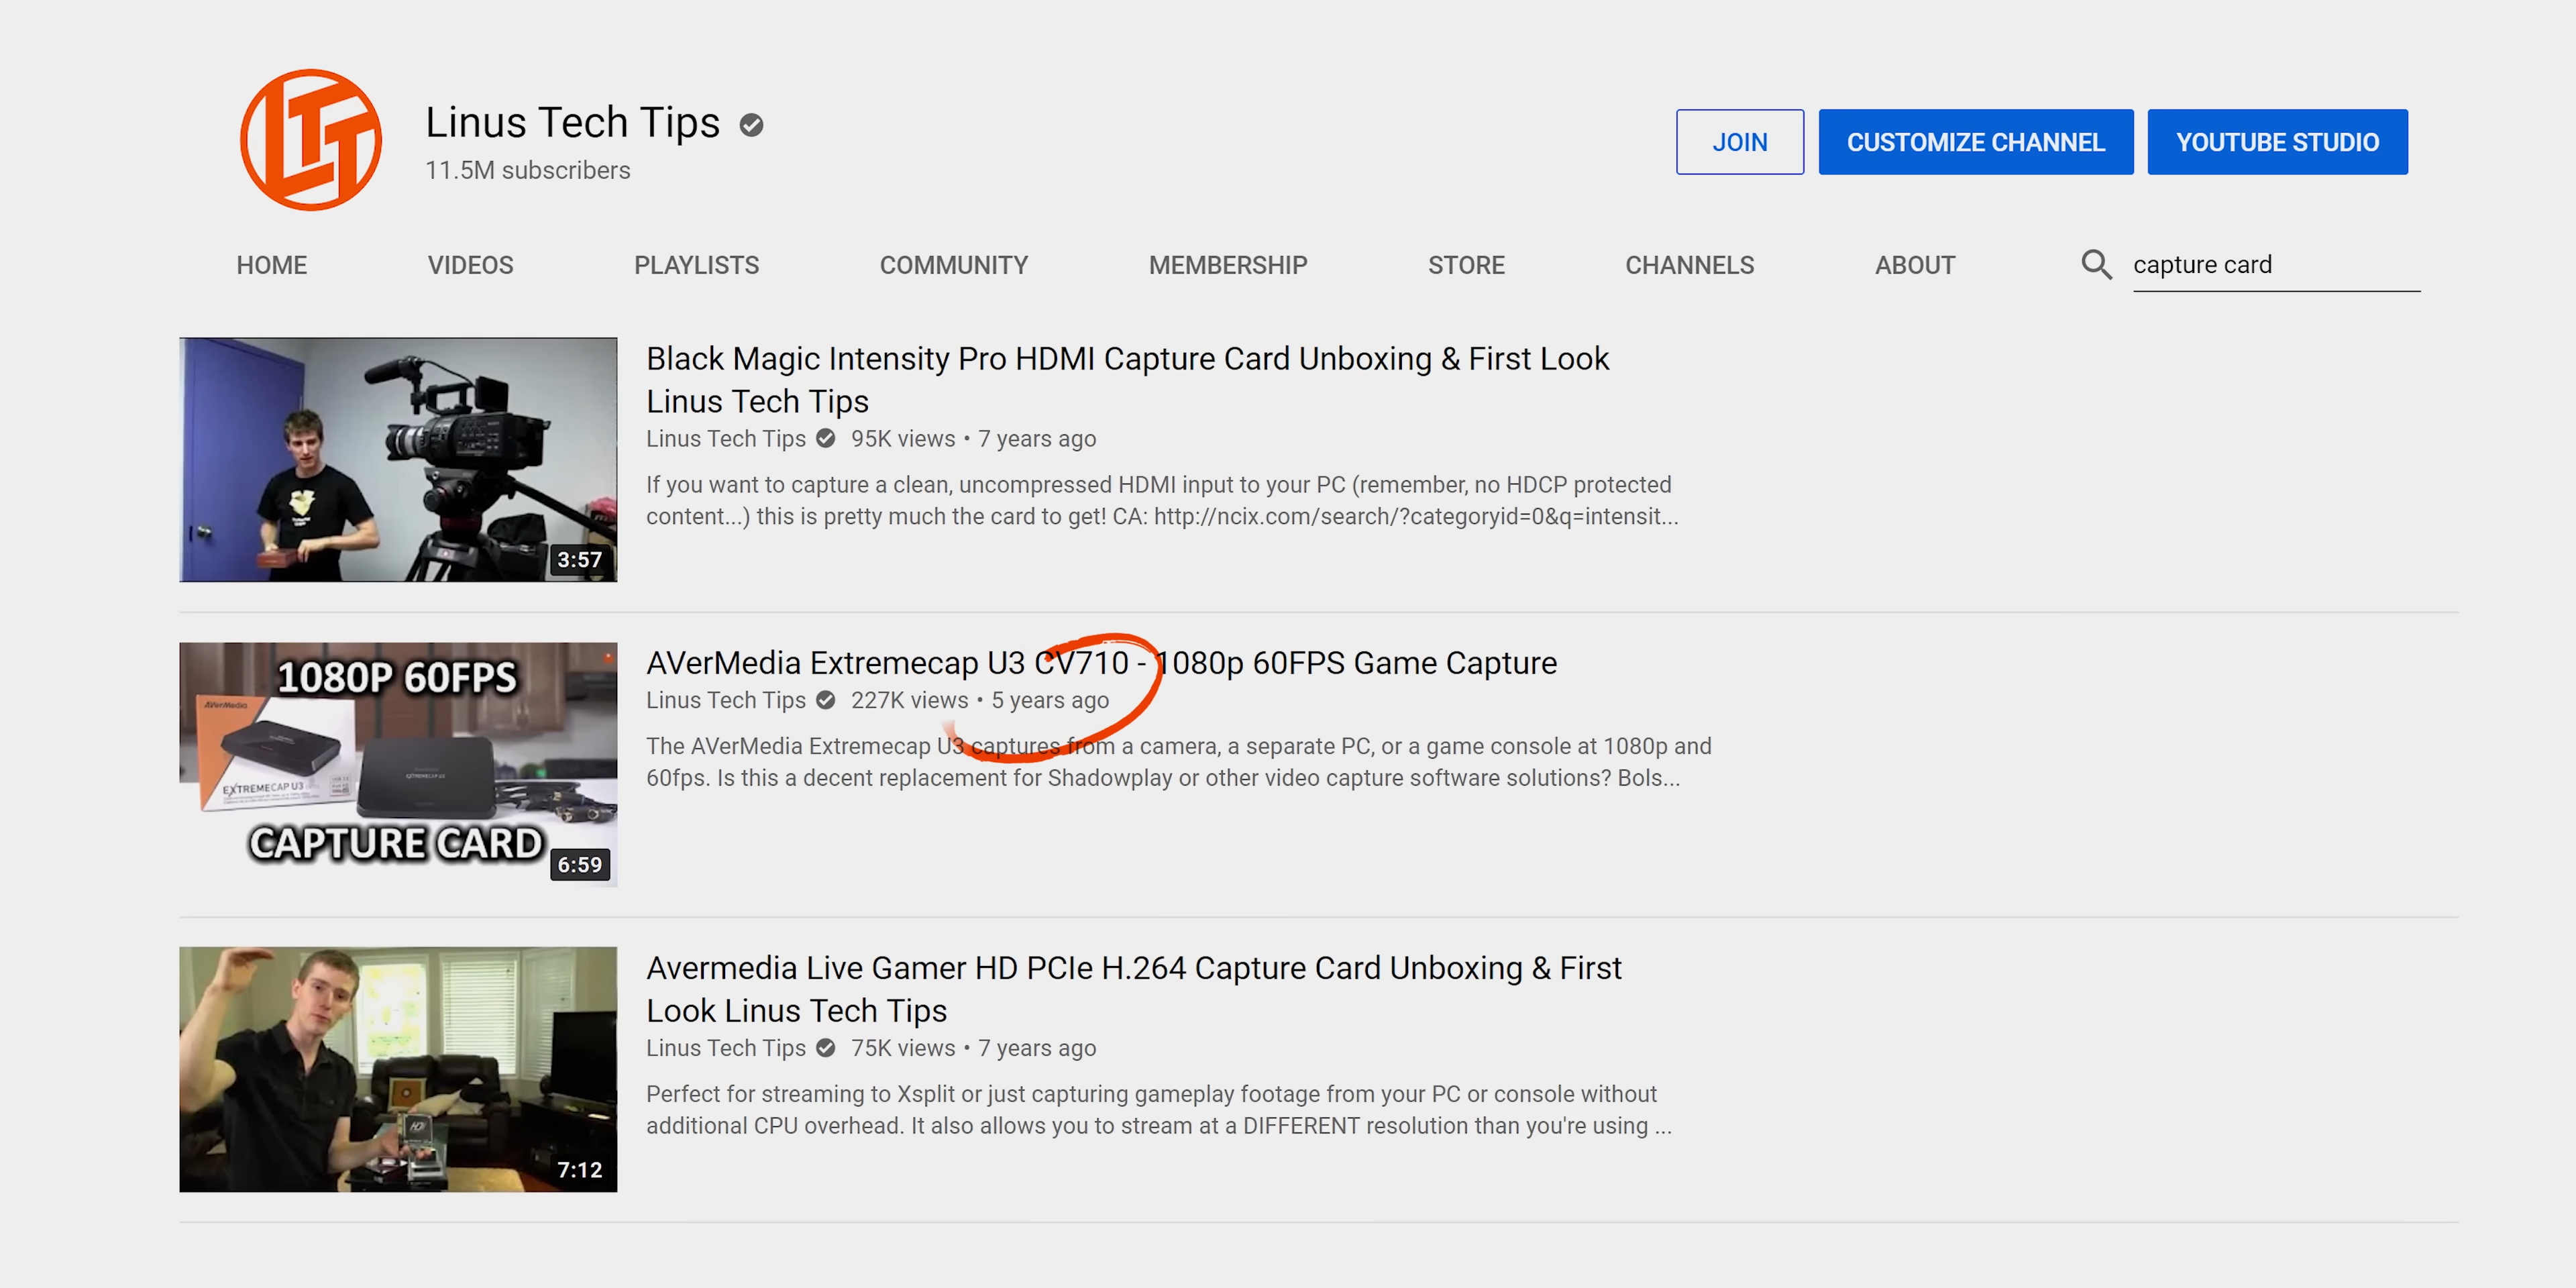 LTT
Linus Tech Tips
11.5M subscribers
JOIN
CUSTOMIZE CHANNEL
YOUTUBE STUDIO
HOME
VIDEOS
PLAYLISTS
COMMUNITY
MEMBERSHIP
STORE
CHANNELS
ABOUT
capture card
3:57
Black Magic Intensity Pro HDMI Capture Card Unboxing & First Look
Linus Tech Tips
Linus Tech Tips 95K views • 7 years ago
If you want to capture a clean, uncompressed HDMI input to your PC (remember, no HDCP protected
content...) this is pretty much the card to get! CA: http://ncix.com/search/?categoryid=0&q=intensit...
1080P 60FPS
AVerMedia
EXTREMECAP U3
EXTREMECAP U3
CAPTURE CARD
6:59
AVerMedia Extremecap U3 CV710 - 1080p 60FPS Game Capture
Linus Tech Tips 227K views • 5 years ago
The AVerMedia Extremecap U3 captures from a camera, a separate PC, or a game console at 1080p and
60fps. Is this a decent replacement for Shadowplay or other video capture software solutions? Bols...
HD
7:12
Avermedia Live Gamer HD PCIe H.264 Capture Card Unboxing & First
Look Linus Tech Tips
Linus Tech Tips 75K views • 7 years ago
Perfect for streaming to Xsplit or just capturing gameplay footage from your PC or console without
additional CPU overhead. It also allows you to stream at a DIFFERENT resolution than you're using ...